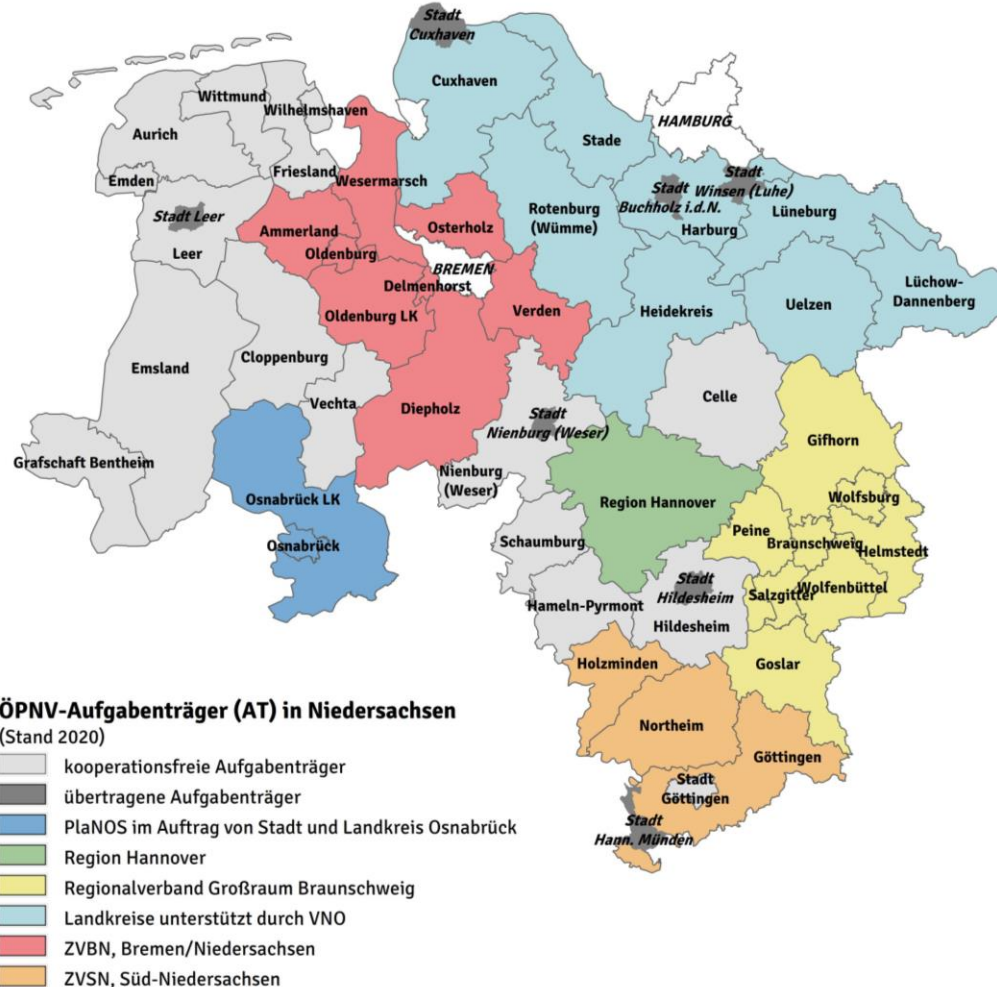 Stadt
Cuxhaven
Cuxhaven
Wittmund
Wilhelmshaven
HAMBURG
Aurich
Stade
Friesland
Emden
Wesermarsch
Stadt
Winsen (Luhe)
Stadt
Buchholz i.d.N.
Stadt Leer
Rotenburg
(Wümme)
Lüneburg
Ammerland
Osterholz
Harburg
Leer
Oldenburg
BREMEN
Delmenhorst
Lüchow-
Dannenberg
Oldenburg LK
Verden
Heidekreis
Uelzen
Cloppenburg
Emsland
Vechta
Diepholz
Celle
Stadt
Nienburg (Weser)
Gifhorn
Grafschaft Bentheim
Nienburg
(Weser)
Osnabrück LK
Region Hannover
Wolfsburg
Peine
Braunschweig
Helmstedt
Osnabrück
Schaumburg
Stadt
Hildesheim
Salzgitter
Wolfenbüttel
Hameln-Pyrmont
Hildesheim
Holzminden
Goslar
Northeim
Göttingen
Stadt
Göttingen
Stadt
Hann. Münden
ÖPNV-Aufgabenträger (AT) in Niedersachsen
(Stand 2020)
kooperationsfreie Aufgabenträger
übertragene Aufgabenträger
PlaNOS im Auftrag von Stadt und Landkreis Osnabrück
Region Hannover
Regionalverband Großraum Braunschweig
Landkreise unterstützt durch VNO
ZVBN, Bremen/Niedersachsen
ZVSN, Süd-Niedersachsen